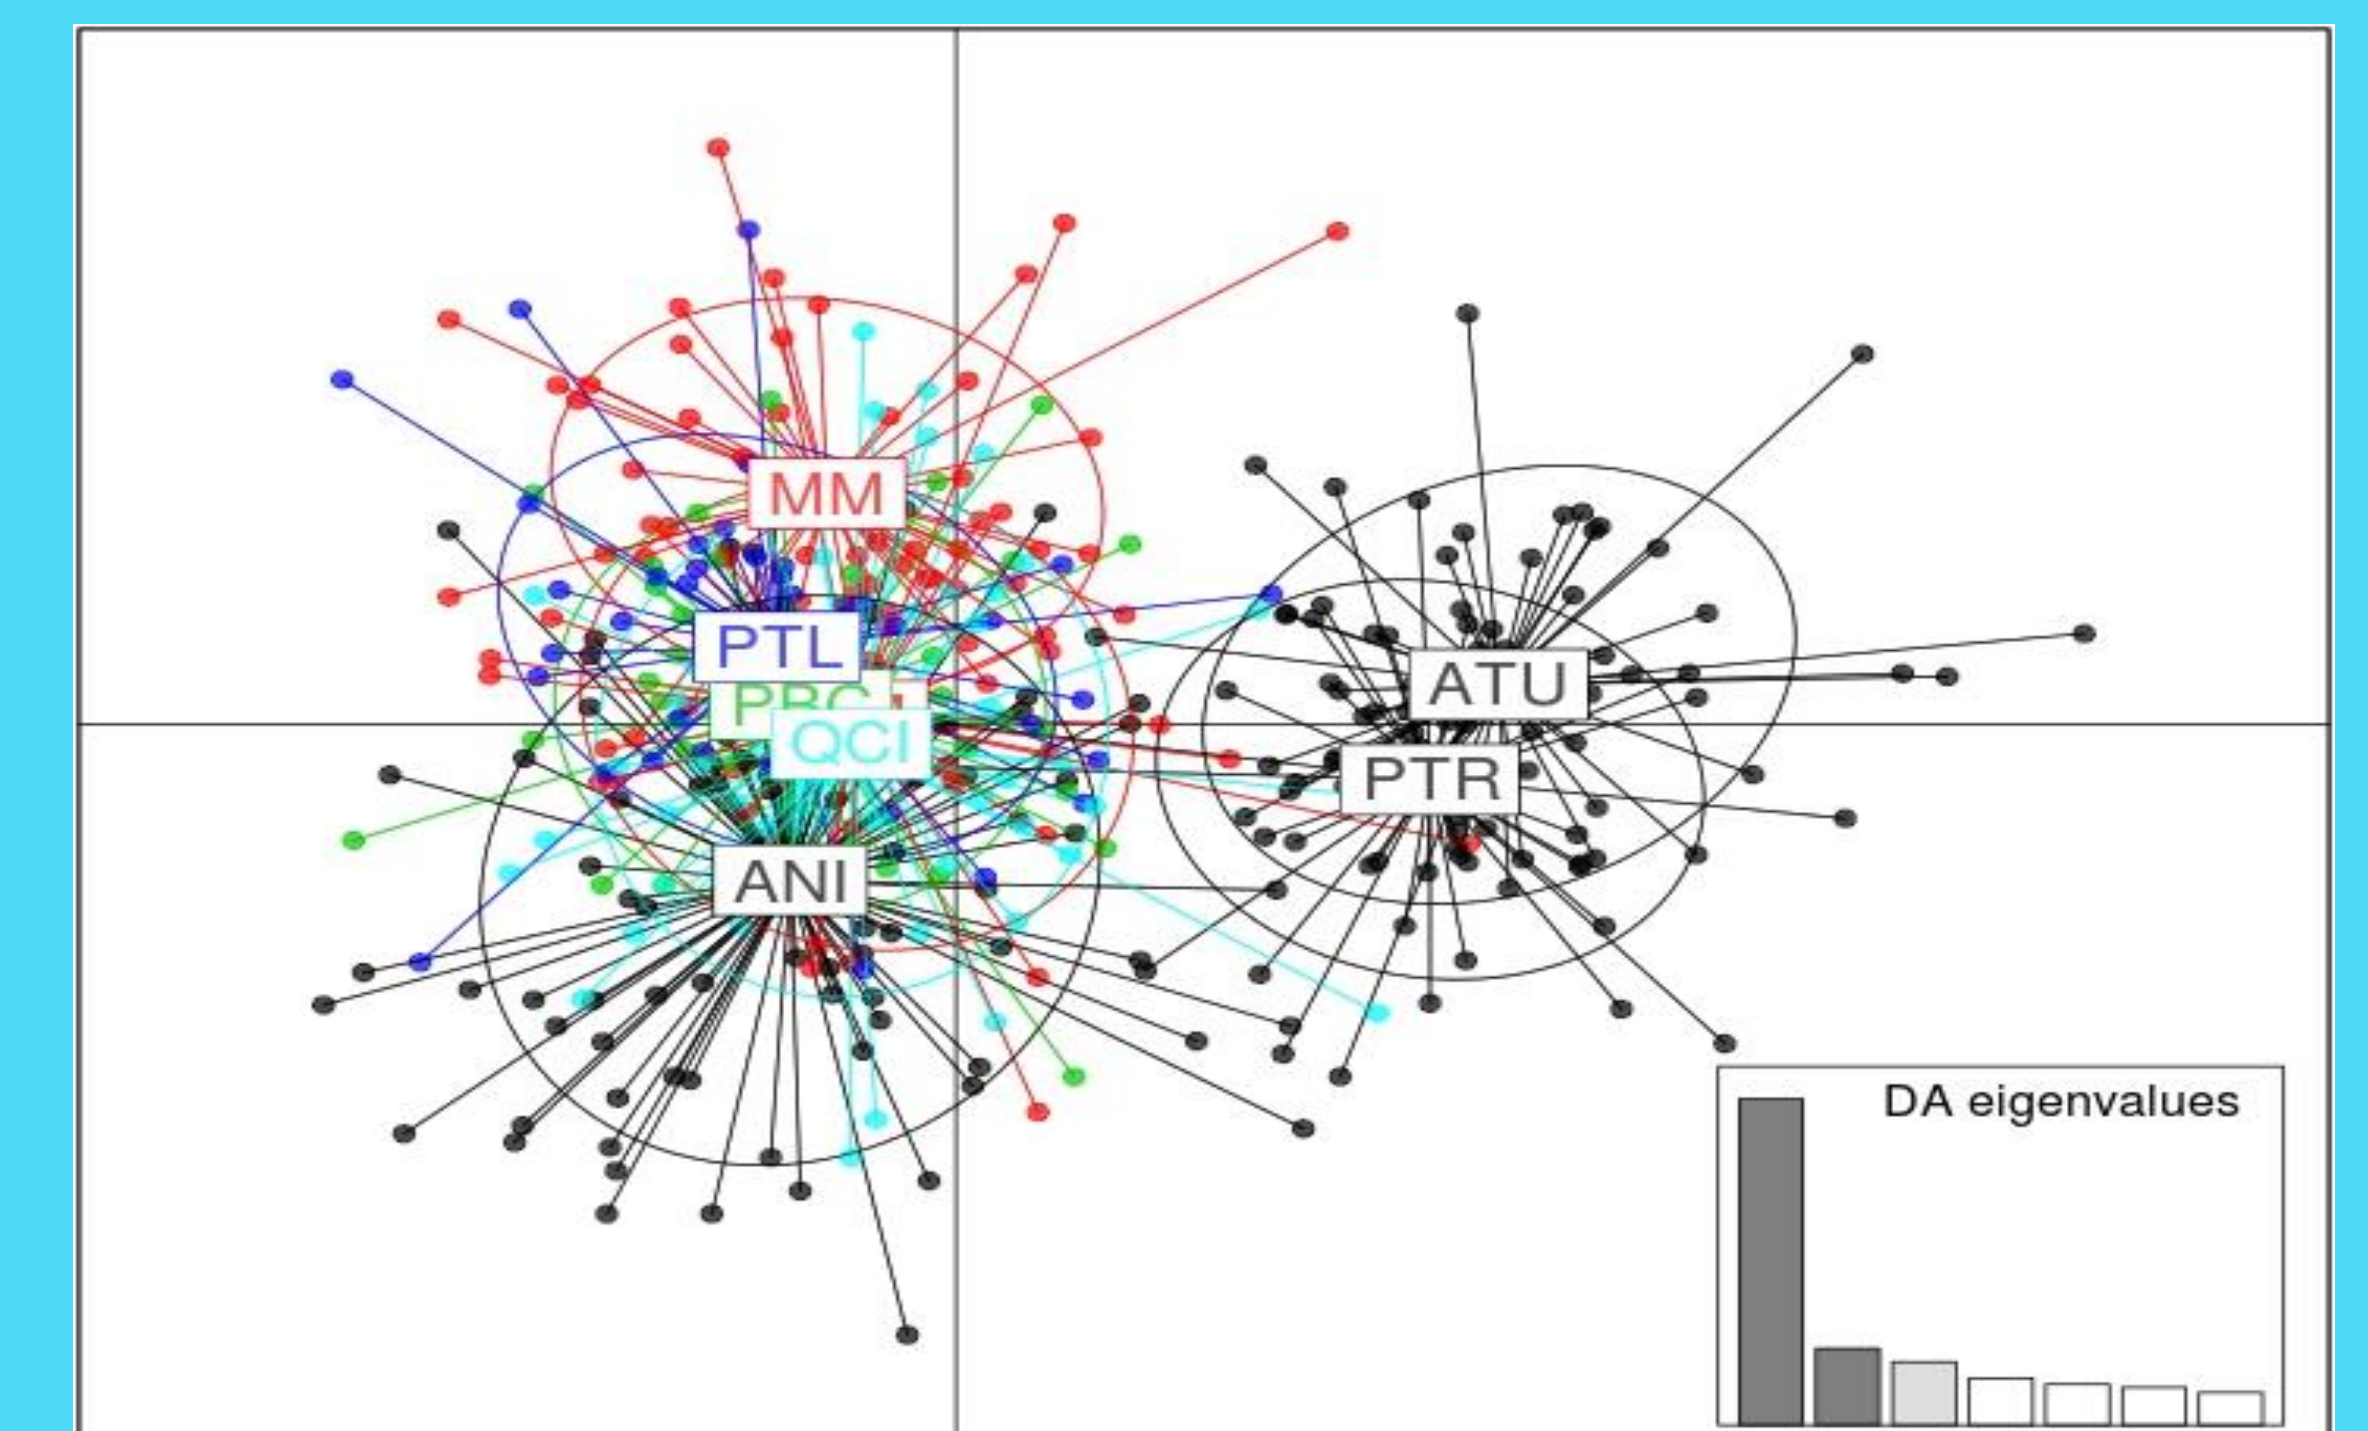 MM
PTL
ATU
QCI
PTR
ANI
DA eigenvalues